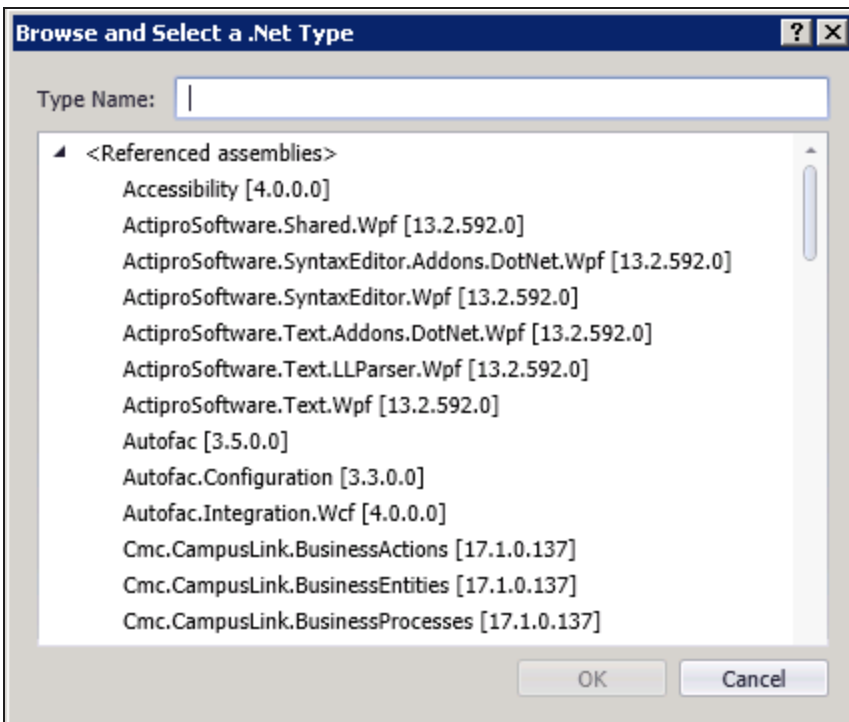 Browse and Select a .Net Type
Type Name:
<Referenced assemblies>
Accessibility [4.0.0.0]
ActiproSoftware.Shared.Wpf [13.2.592.0]
ActiproSoftware.SyntaxEditor.Addons.DotNet.Wpf [13.2.592.0]
ActiproSoftware.SyntaxEditor.Wpf [13.2.592.0]
ActiproSoftware.Text.Addons.DotNet.Wpf [13.2.592.0]
ActiproSoftware.Text.LLParser.Wpf [13.2.592.0]
ActiproSoftware.Text.Wpf [13.2.592.0]
Autofac [3.5.0.0]
Autofac.Configuration [3.3.0.0]
Autofac.Integration.Wcf [4.0.0.0]
Cmc.CampusLink.BusinessActions [17.1.0.137]
Cmc.CampusLink.BusinessEntities [17.1.0.137]
Cmc.CampusLink.BusinessProcesses [17.1.0.137]
OK Cancel